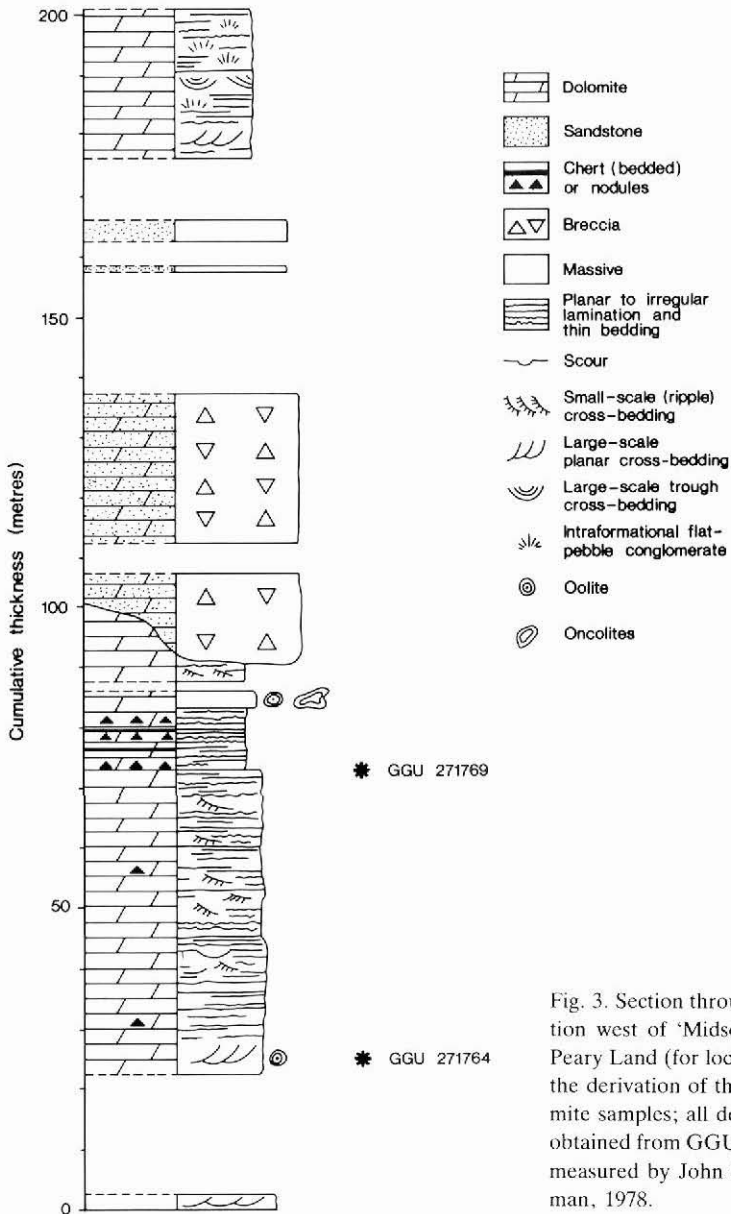 200
150
100
50
0
Cumulative thickness (metres)
GGU 271769
GGU 271764
Dolomite
Sandstone
Chert (bedded)
or nodules
Breccia
Massive
Planar to irregular
lamination and
thin bedding
Scour
Small-scale (ripple)
cross-bedding
Large-scale
planar cross-bedding
Large-scale trough
cross-bedding
Intraformational flat-
pebble conglomerate
Oolite
Oncolites
Fig. 3. Section throu
tion west of ‘Midso
Peary Land (for loc
the derivation of th
mite samples; all de
obtained from GGU
measured by John
man, 1978.